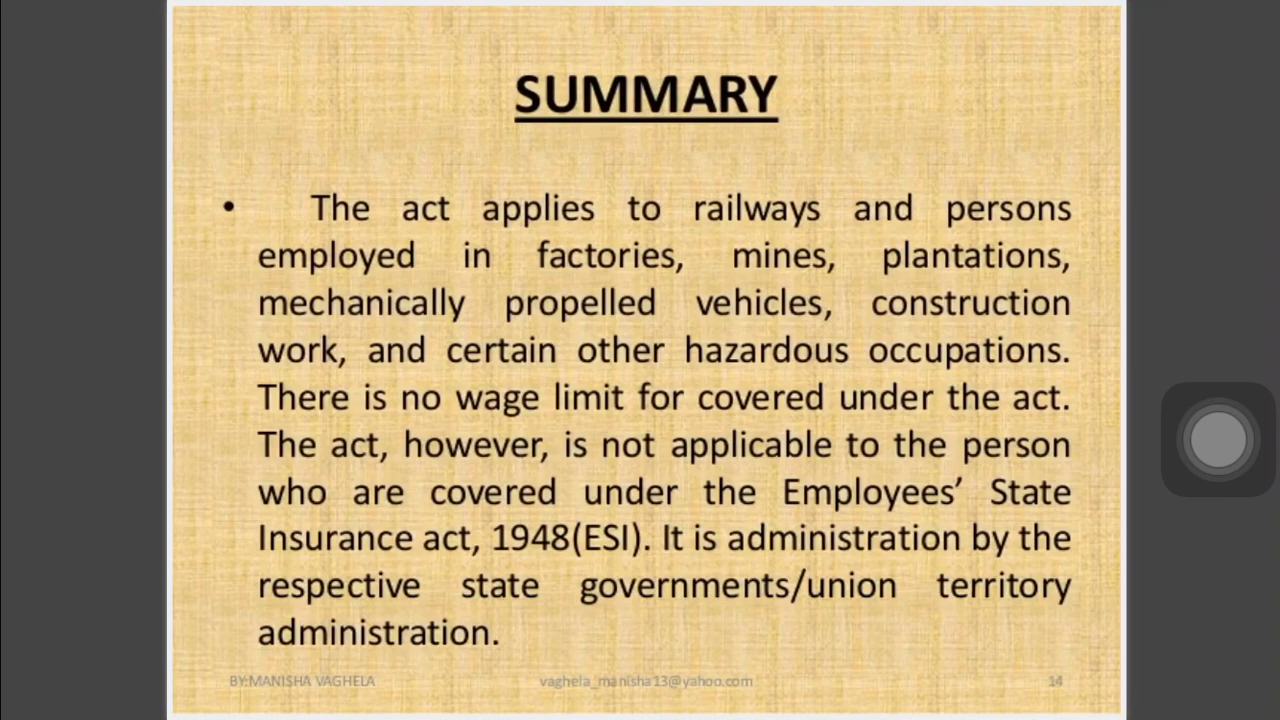 SUMMARY
• The act applies to railways and persons
employed in factories, mines, plantations,
mechanically propelled vehicles, construction
work, and certain other hazardous occupations.
There is no wage limit for covered under the act.
The act, however, is not applicable to the person
who are covered under the Employees’ State
Insurance act, 1948(ESI). It is administration by the
respective state governments/union territory
administration.
BY:MANISHA VAGHELA vaghela_manisha13@yahoo.com 14